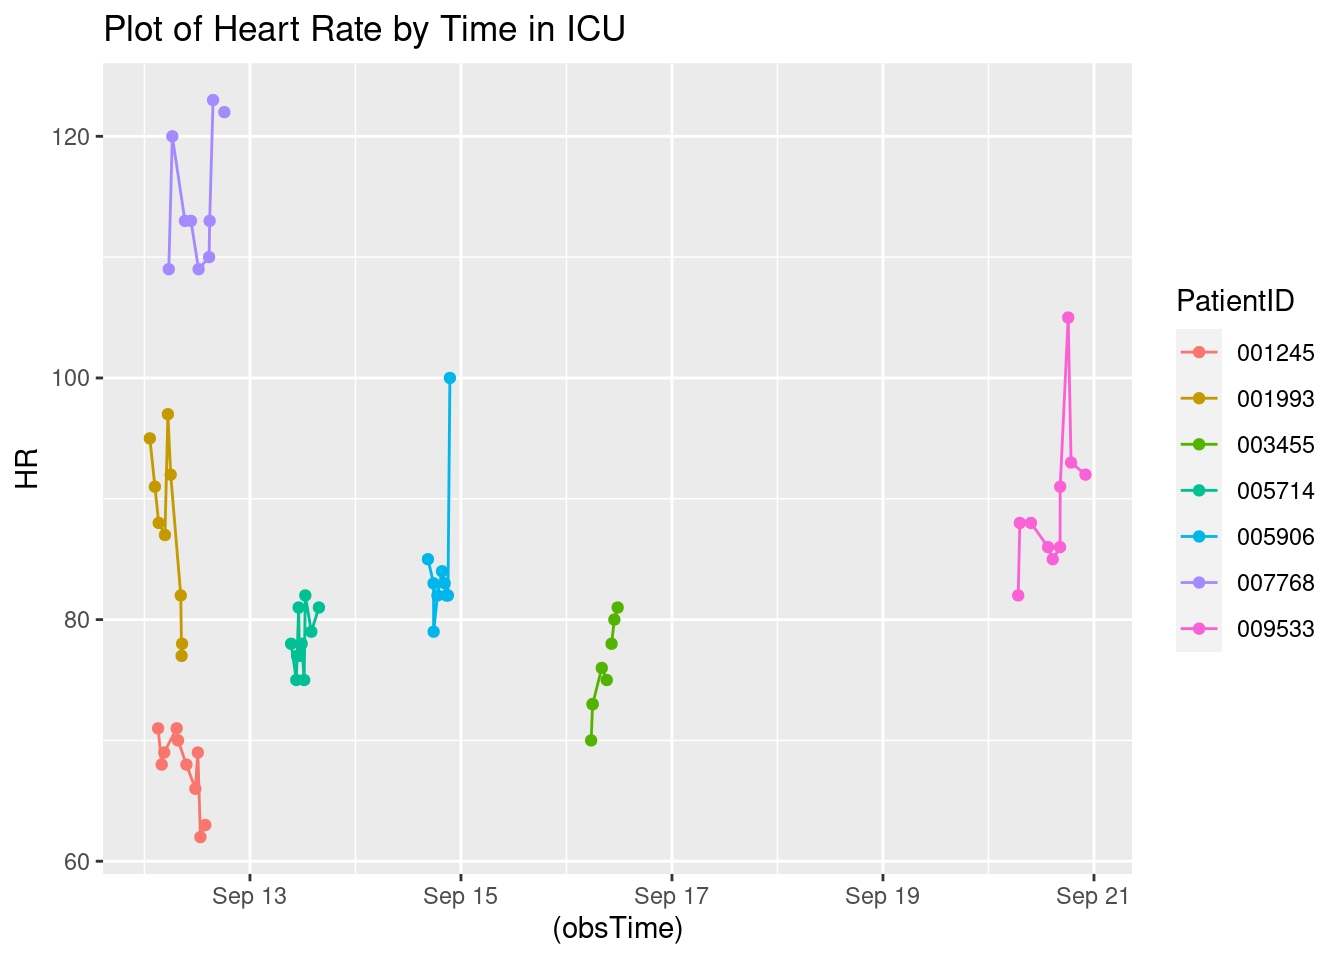 Plot of Heart Rate by Time in ICU
120
100
80
60
HR
Sep 13 Sep 15 Sep 17 Sep 19 Sep 21
(obsTime)
PatientID
001245
001993
003455
005714
005906
007768
009533